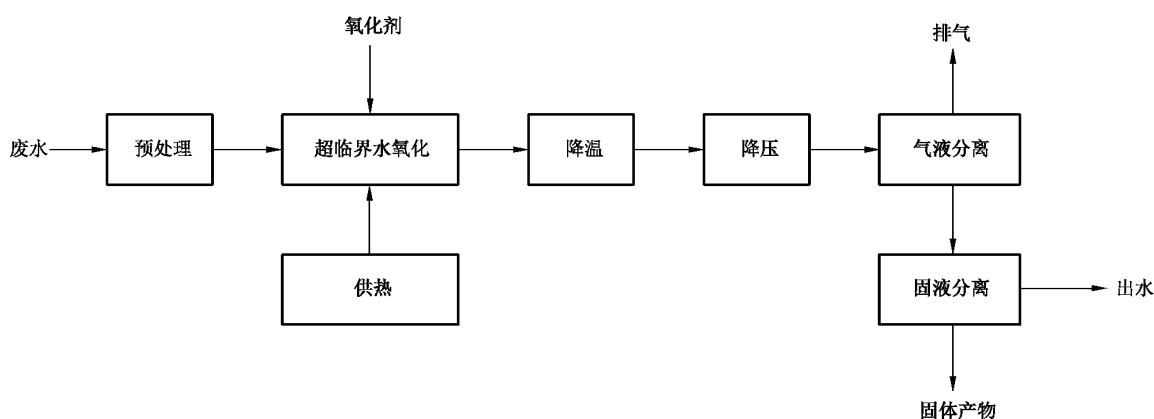 氧化剂
排气
废水
预处理
超临界水氧化
降温
降压
气液分离
供热
固液分离
出水
固体产物